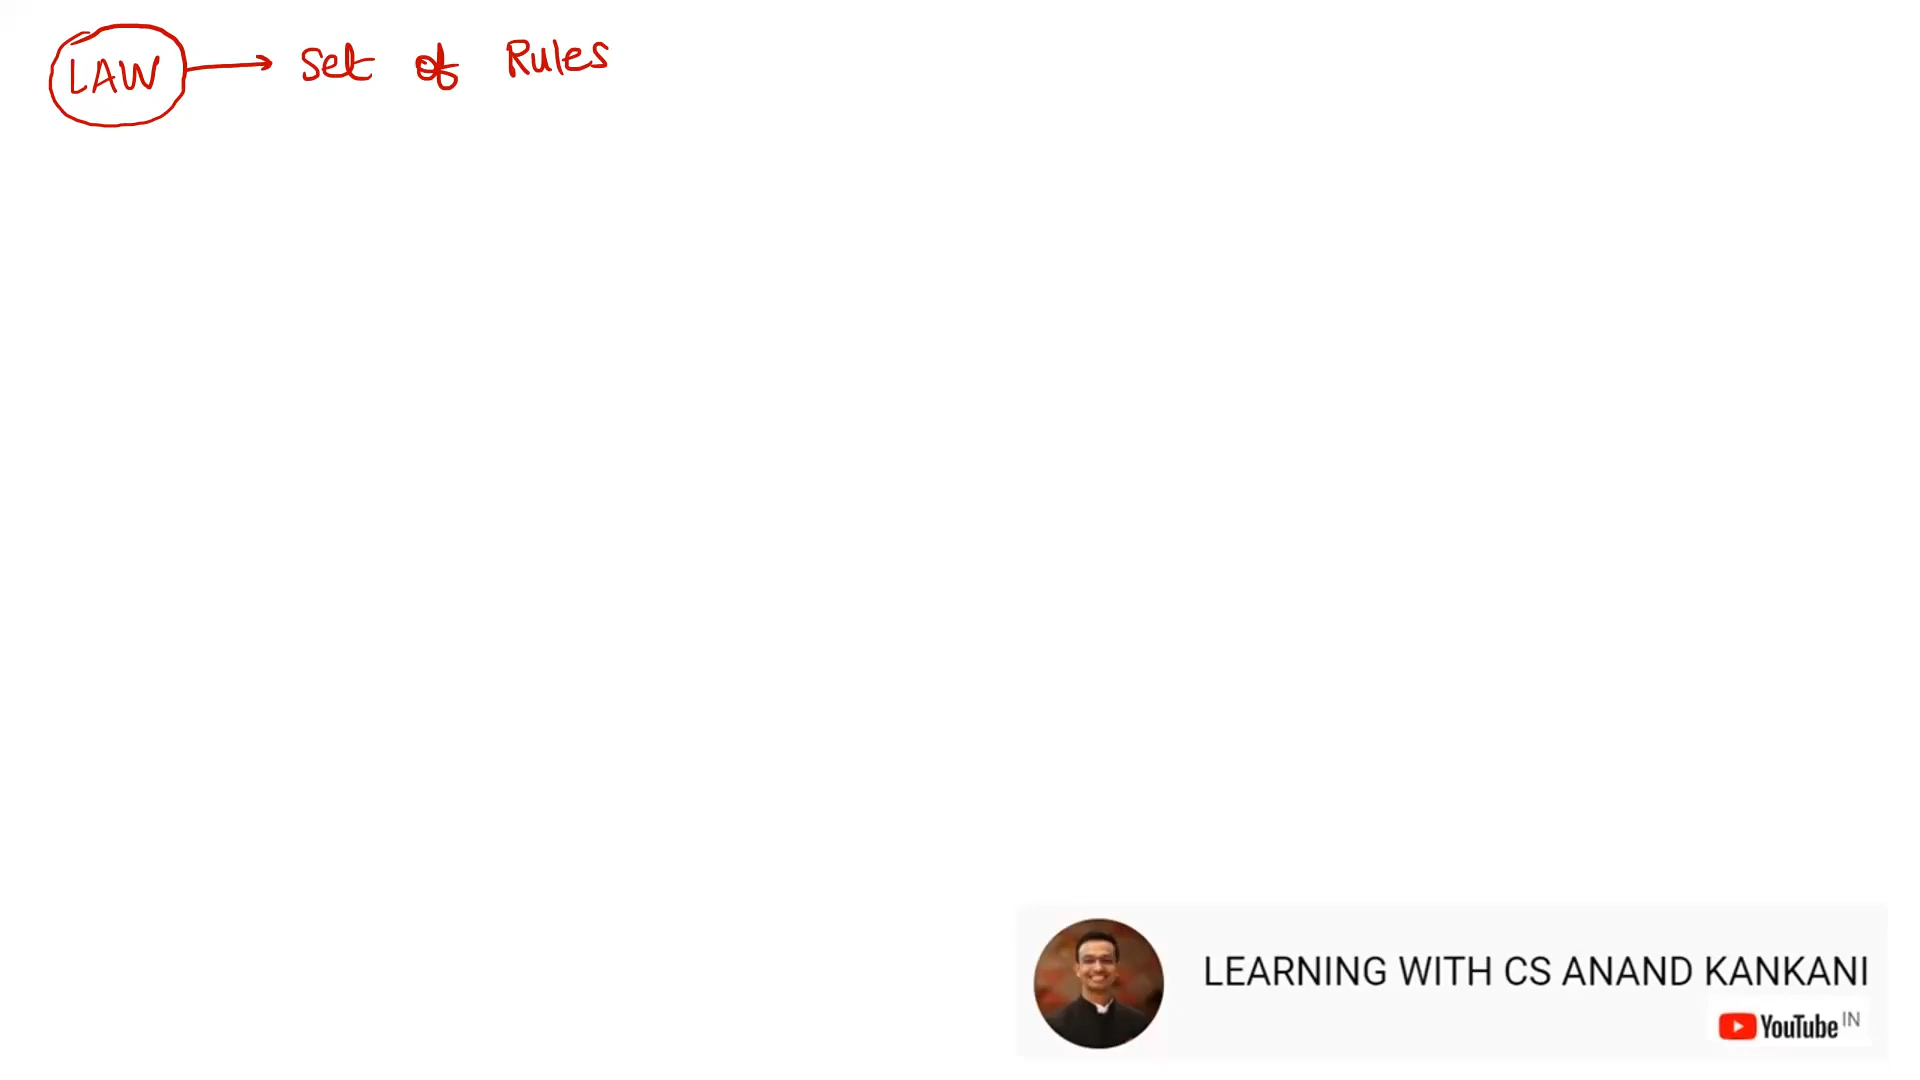 LAW → Set of Rules
LEARNING WITH CS ANAND KANKANI
YouTube IN